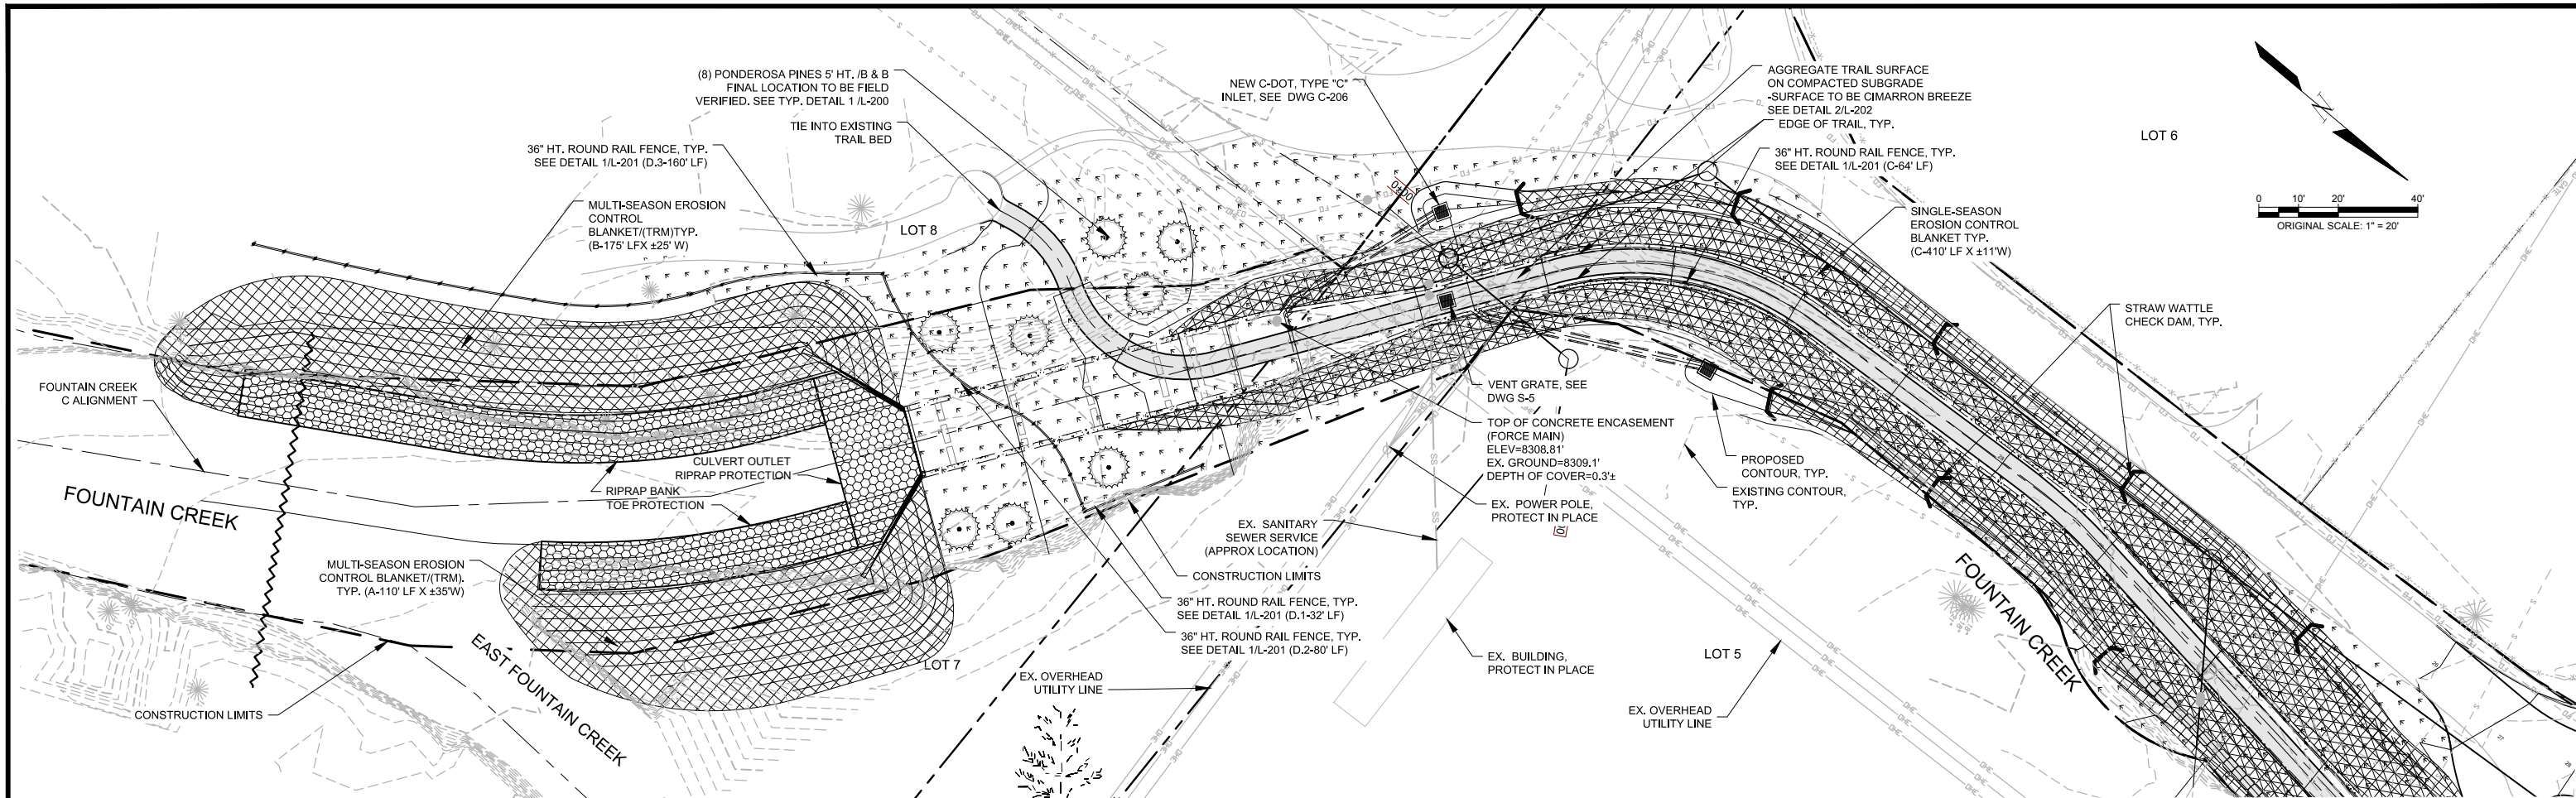 (8) PONDEROSA PINES 5' HT. /B & B
FINAL LOCATION TO BE FIELD
VERIFIED. SEE TYP. DETAIL 1 /L-200
TIE INTO EXISTING
TRAIL BED
36" HT. ROUND RAIL FENCE, TYP.
SEE DETAIL 1/L-201 (D.3-160' LF)
MULTI-SEASON EROSION
CONTROL
BLANKET/(TRM)TYP.
(B-175' LFX ±25' W)
LOT 8
NEW C-DOT, TYPE "C"
INLET, SEE DWG C-206
AGGREGATE TRAIL SURFACE
ON COMPACTED SUBGRADE
-SURFACE TO BE CIMARRON BREEZE
SEE DETAIL 2/L-202
EDGE OF TRAIL, TYP.
36" HT. ROUND RAIL FENCE, TYP.
SEE DETAIL 1/L-201 (C-64' LF)
LOT 6
N
0 10' 20' 40'
ORIGINAL SCALE: 1" = 20'
SINGLE-SEASON
EROSION CONTROL
BLANKET TYP.
(C-410' LF X ±11'W)
STRAW WATTLE
CHECK DAM, TYP.
FOUNTAIN CREEK
C ALIGNMENT
FOUNTAIN CREEK
CULVERT OUTLET
RIPRAP PROTECTION
RIPRAP BANK
TOE PROTECTION
MULTI-SEASON EROSION
CONTROL BLANKET/(TRM).
TYP. (A-110' LF X ±35'W)
CONSTRUCTION LIMITS
EAST FOUNTAIN CREEK
LOT 7
VENT GRATE, SEE
DWG S-5
TOP OF CONCRETE ENCASEMENT
(FORCE MAIN)
ELEV=8308.81'
EX. GROUND=8309.1'
DEPTH OF COVER=0.3'±
EX. POWER POLE,
PROTECT IN PLACE
EX. SANITARY
SEWER SERVICE
(APPROX LOCATION)
CONSTRUCTION LIMITS
36" HT. ROUND RAIL FENCE, TYP.
SEE DETAIL 1/L-201 (D.1-32' LF)
36" HT. ROUND RAIL FENCE, TYP.
SEE DETAIL 1/L-201 (D.2-80' LF)
EX. OVERHEAD
UTILITY LINE
EX. BUILDING,
PROTECT IN PLACE
PROPOSED
CONTOUR, TYP.
EXISTING CONTOUR,
TYP.
LOT 5
EX. OVERHEAD
UTILITY LINE
FOUNTAIN CREEK